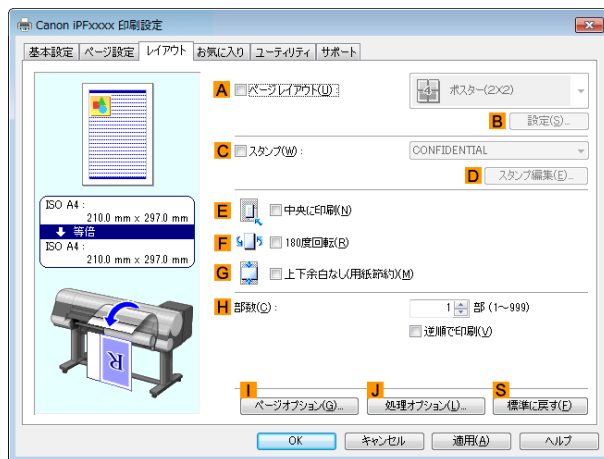 Canon iPFxxxx 印刷設定
基本設定 ページ設定 レイアウト お気に入り ユーティリティ サポート
A ページレイアウト(U) :
4 ポスター(2×2)
B 設定(S)...
C スタンプ(W) :
CONFIDENTIAL
D スタンプ編集(E)...
ISO A4 :
210.0 mm x 297.0 mm
等倍
ISO A4 :
210.0 mm x 297.0 mm
E 中央に印刷(N)
F 180度回転(R)
G 上下余白なし(用紙節約)(M)
H 部数(C) :
1 部 (1～999)
逆順で印刷(V)
R
I J S
ページオプション(G)... 処理オプション(L)... 標準に戻す(F)
OK キャンセル 適用(A) ヘルプ